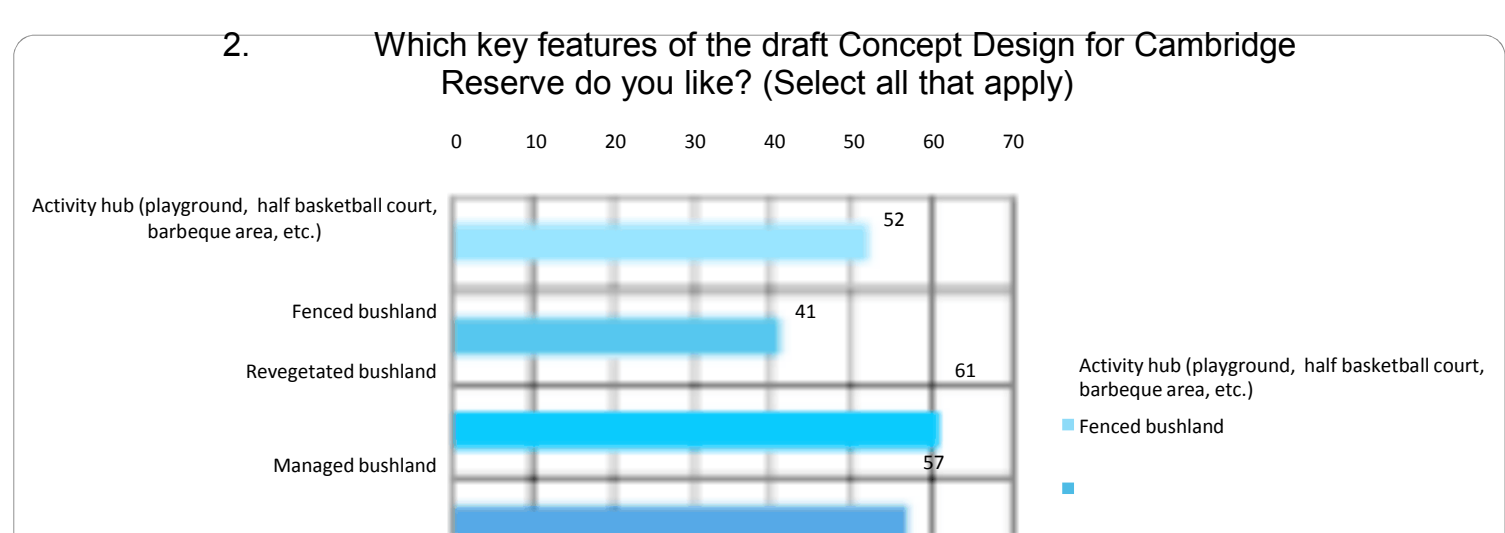 2. Which key features of the draft Concept Design for Cambridge
Reserve do you like? (Select all that apply)
0 10 20 30 40 50 60 70
Activity hub (playground, half basketball court,
barbeque area, etc.)
52
Fenced bushland
41
Revegetated bushland
61
Managed bushland
57
Activity hub (playground, half basketball court,
barbeque area, etc.)
Fenced bushland